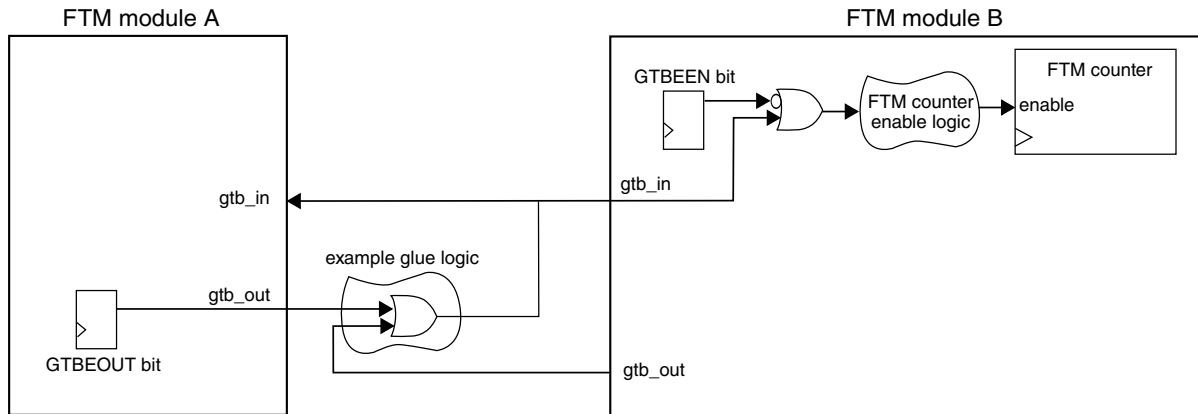 FTM module A
FTM module B
GTBEEN bit
FTM counter
enable
FTM counter
enable logic
gtb_in
gtb_in
example glue logic
gtb_out
GTBEOUT bit
gtb_out